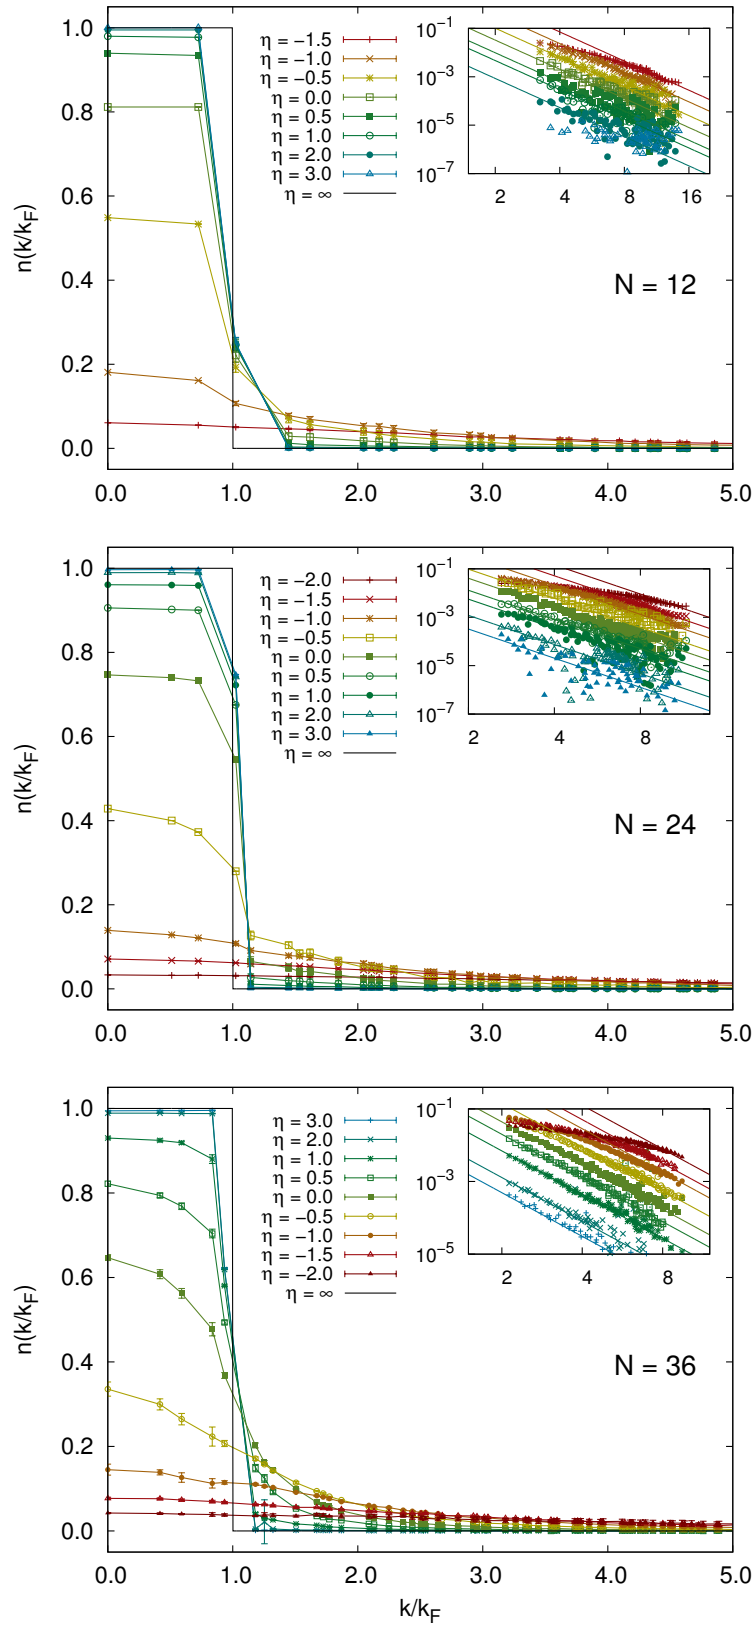 n(k/k_F)
1.0
0.8
0.6
0.4
0.2
0.0
η = −1.5
η = −1.0
η = −0.5
η = 0.0
η = 0.5
η = 1.0
η = 2.0
η = 3.0
η = ∞
10⁻¹
10⁻³
10⁻⁵
10⁻⁷
2 4 8 16
N = 12
0.0 1.0 2.0 3.0 4.0 5.0
n(k/k_F)
1.0
0.8
0.6
0.4
0.2
0.0
η = −2.0
η = −1.5
η = −1.0
η = −0.5
η = 0.0
η = 0.5
η = 1.0
η = 2.0
η = 3.0
η = ∞
10⁻¹
10⁻³
10⁻⁵
10⁻⁷
2 4 8
N = 24
0.0 1.0 2.0 3.0 4.0 5.0
n(k/k_F)
1.0
0.8
0.6
0.4
0.2
0.0
η = 3.0
η = 2.0
η = 1.0
η = 0.5
η = 0.0
η = −0.5
η = −1.0
η = −1.5
η = −2.0
η = ∞
10⁻¹
10⁻³
10⁻⁵
2 4 8
N = 36
0.0 1.0 2.0 3.0 4.0 5.0
k/k_F